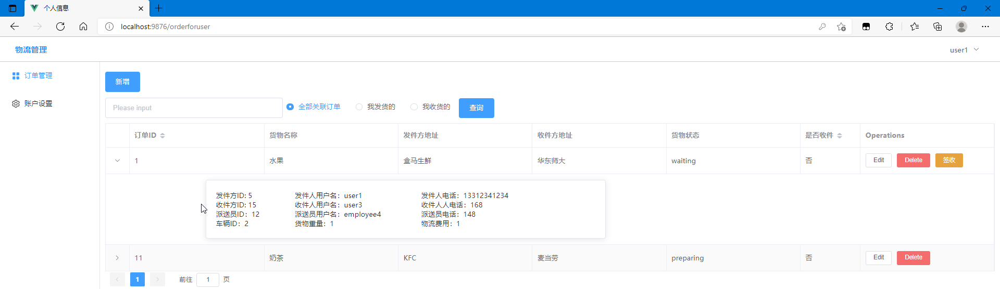 个人信息
localhost:9876/orderforuser
物流管理
user1
订单管理
账户设置
新增
Please input
全部关联订单 我发货的 我收货的 查询
订单ID 货物名称 发件方地址 收件方地址 货物状态 是否收件 Operations
1 水果 盒马生鲜 华东师大 waiting 否 Edit Delete 签收
发件方ID: 5 发件人用户名：user1 发件人电话：13312341234
收件方ID: 15 收件人用户名：user3 收件人人电话：168
派送员ID：12 派送员用户名：employee4 派送员电话：148
车辆ID：2 货物重量：1 物流费用：1
11 奶茶 KFC 麦当劳 preparing 否 Edit Delete
1 前往 1 页